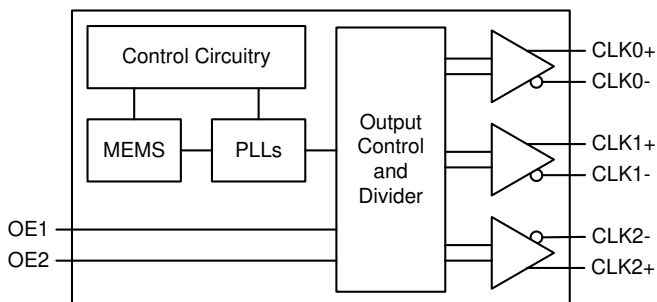 Control Circuitry
MEMS
PLLs
Output
Control
and
Divider
OE1
OE2
CLK0+
CLK0-
CLK1+
CLK1-
CLK2-
CLK2+